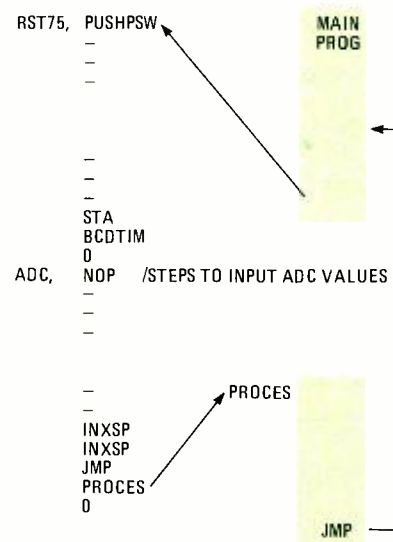 RST75, PUSHPSW
MAIN
PROG
–
–
–
–
–
–
STA
BCDTIM
0
ADC, NOP /STEPS TO INPUT ADC VALUES
–
–
–
–
–
PROCES
INXSP
INXSP
JMP
PROCES
0
JMP